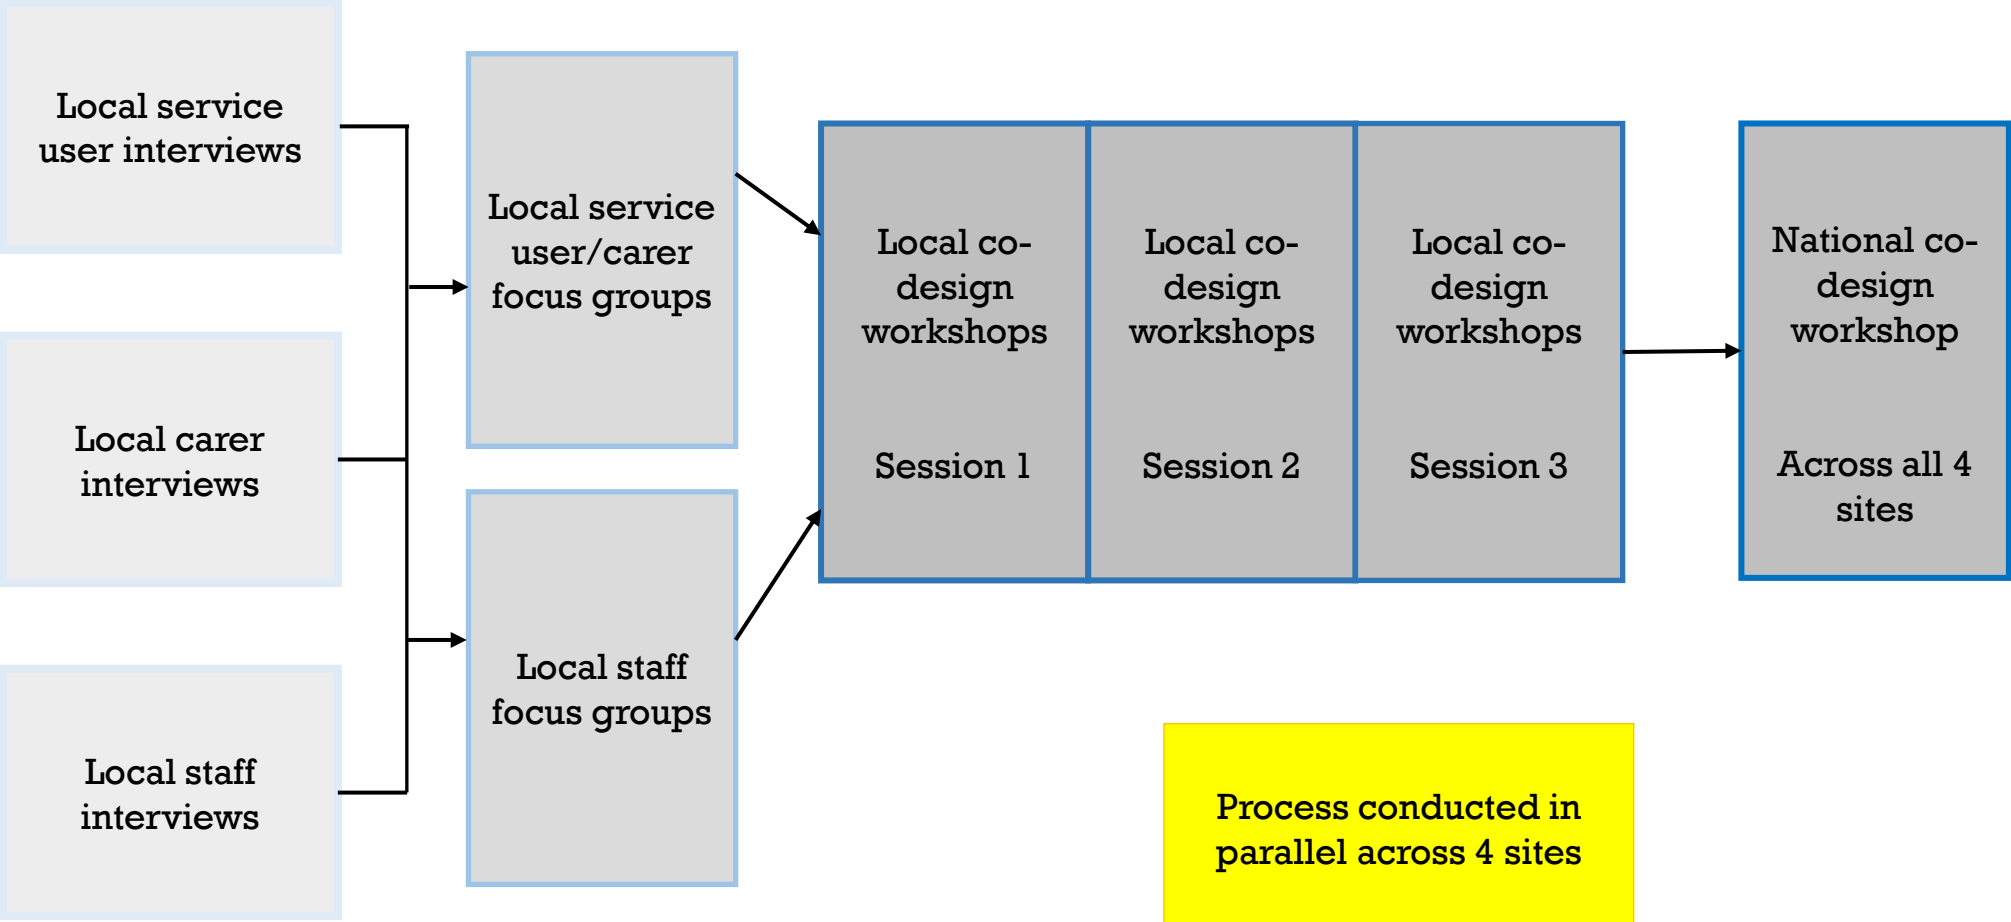 Local service
user interviews
Local carer
interviews
Local staff
interviews
Local service
user/carer
focus groups
Local staff
focus groups
Local co-
design
workshops
Session 1
Local co-
design
workshops
Session 2
Local co-
design
workshops
Session 3
National co-
design
workshop
Across all 4
sites
Process conducted in
parallel across 4 sites